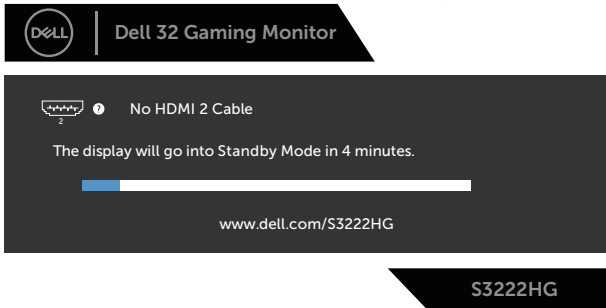 DELL
Dell 32 Gaming Monitor
? No HDMI 2 Cable
2
The display will go into Standby Mode in 4 minutes.
www.dell.com/S3222HG
S3222HG